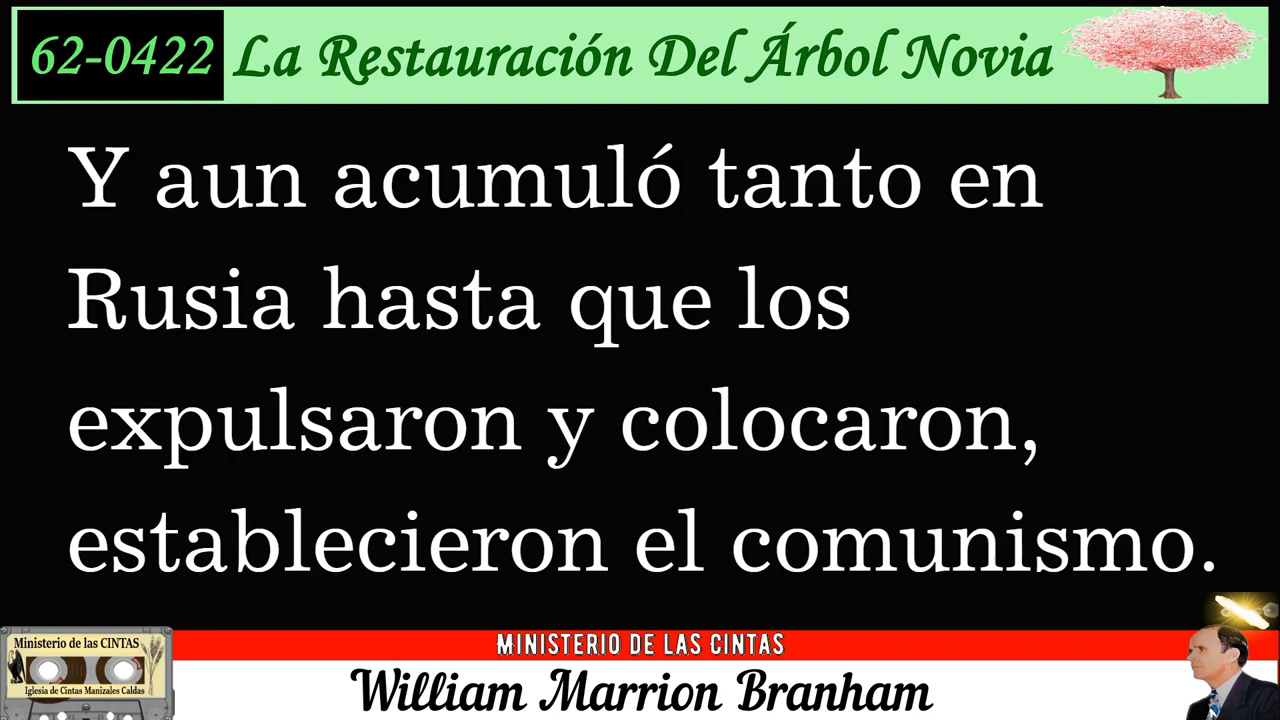 62-0422 La Restauración Del Árbol Novia
Y aun acumuló tanto en
Rusia hasta que los
expulsaron y colocaron,
establecieron el comunismo.
Ministerio de las CINTAS
Iglesia de Cintas Manizales Caldas
MINISTERIO DE LAS CINTAS
William Marrion Branham